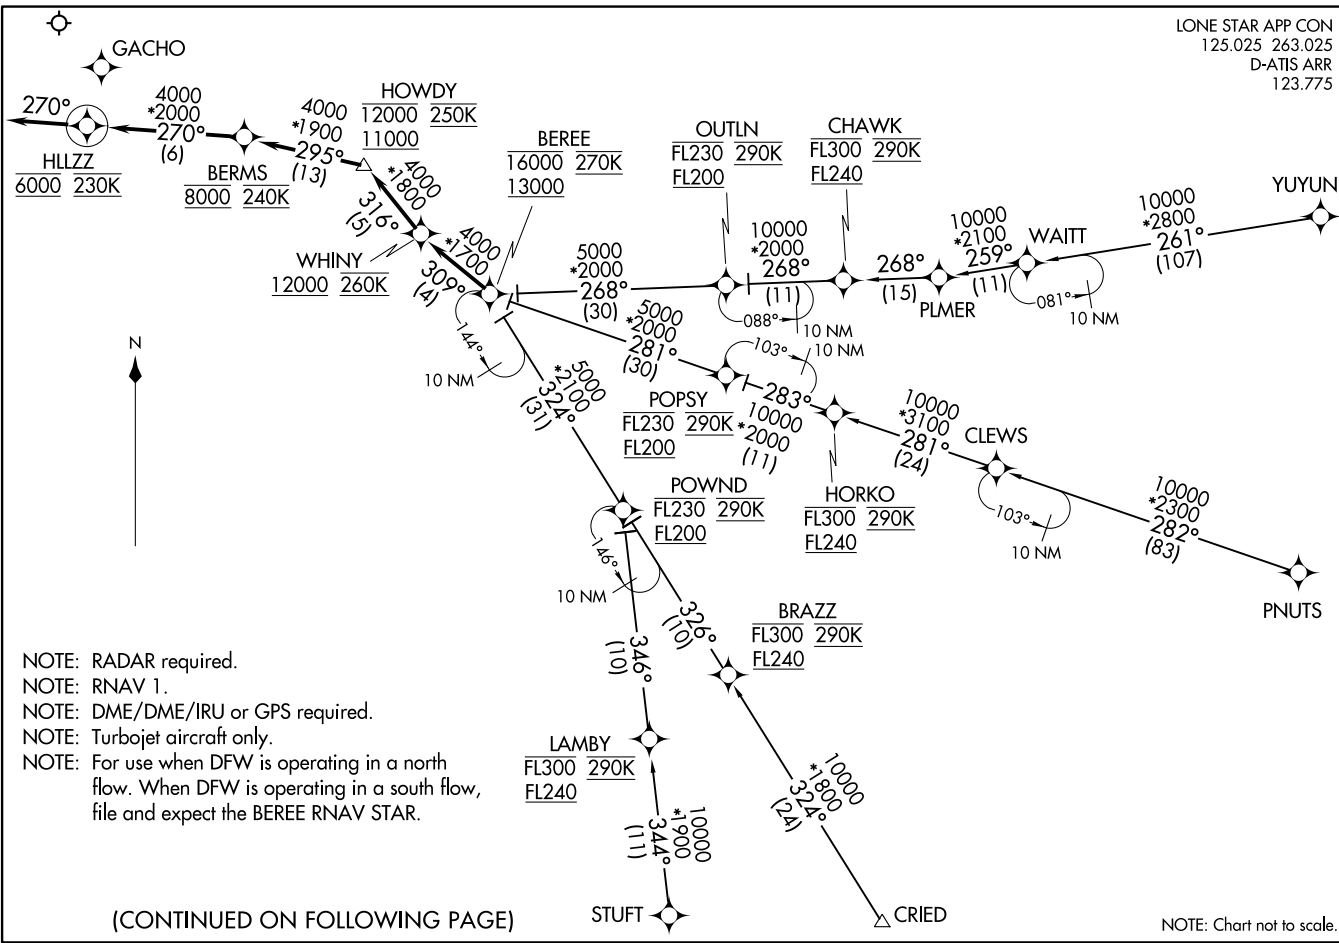 LONE STAR APP CON
125.025 263.025
D-ATIS ARR
123.775
GACHO
270°
HLLZZ
6000 230K
4000
*2000
270°
(6)
BERMS
8000 240K
4000
*1900
295°
(13)
HOWDY
12000 250K
11000
4000
*1800
316°
(5)
WHINY
12000 260K
4000
*1700
309°
(4)
BEREE
16000 270K
13000
144°
10 NM
5000
*2000
268°
(30)
OUTLN
FL230 290K
FL200
088°
10 NM
10000
*2000
268°
(11)
CHAWK
FL300 290K
FL240
268°
(15)
PLMER
10000
*2100
259°
(11)
WAITT
081°
10 NM
10000
*2800
261°
(107)
YUYUN
5000
*2000
281°
(30)
POPSY
FL230 290K
FL200
103°
10 NM
283°
10000
*2000
(11)
HORKO
FL300 290K
FL240
10000
*3100
281°
(24)
CLEWS
103°
10 NM
10000
*2300
282°
(83)
PNUTS
5000
*2100
324°
(31)
POWND
FL230 290K
FL200
146°
10 NM
326°
(10)
BRAZZ
FL300 290K
FL240
10000
*1800
324°
(24)
CRIED
346°
(10)
LAMBY
FL300 290K
FL240
10000
*1900
344°
(11)
STUFT
N
NOTE: RADAR required.
NOTE: RNAV 1.
NOTE: DME/DME/IRU or GPS required.
NOTE: Turbojet aircraft only.
NOTE: For use when DFW is operating in a north
flow. When DFW is operating in a south flow,
file and expect the BEREE RNAV STAR.
(CONTINUED ON FOLLOWING PAGE)
NOTE: Chart not to scale.